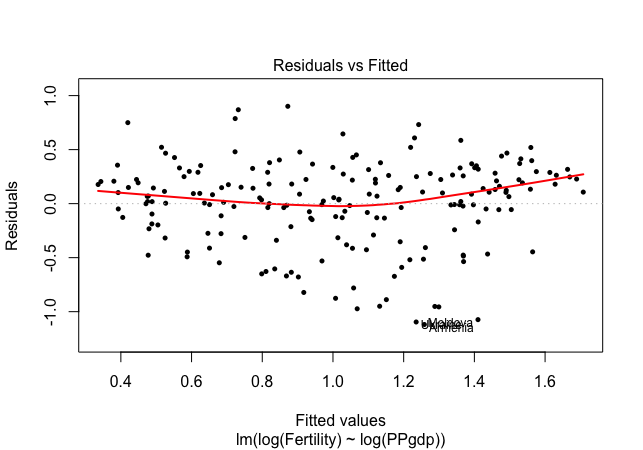 Residuals vs Fitted
Residuals
1.0
0.5
0.0
-0.5
-1.0
Moldova
Armenia
0.4 0.6 0.8 1.0 1.2 1.4 1.6
Fitted values
lm(log(Fertility) ~ log(PPgdp))